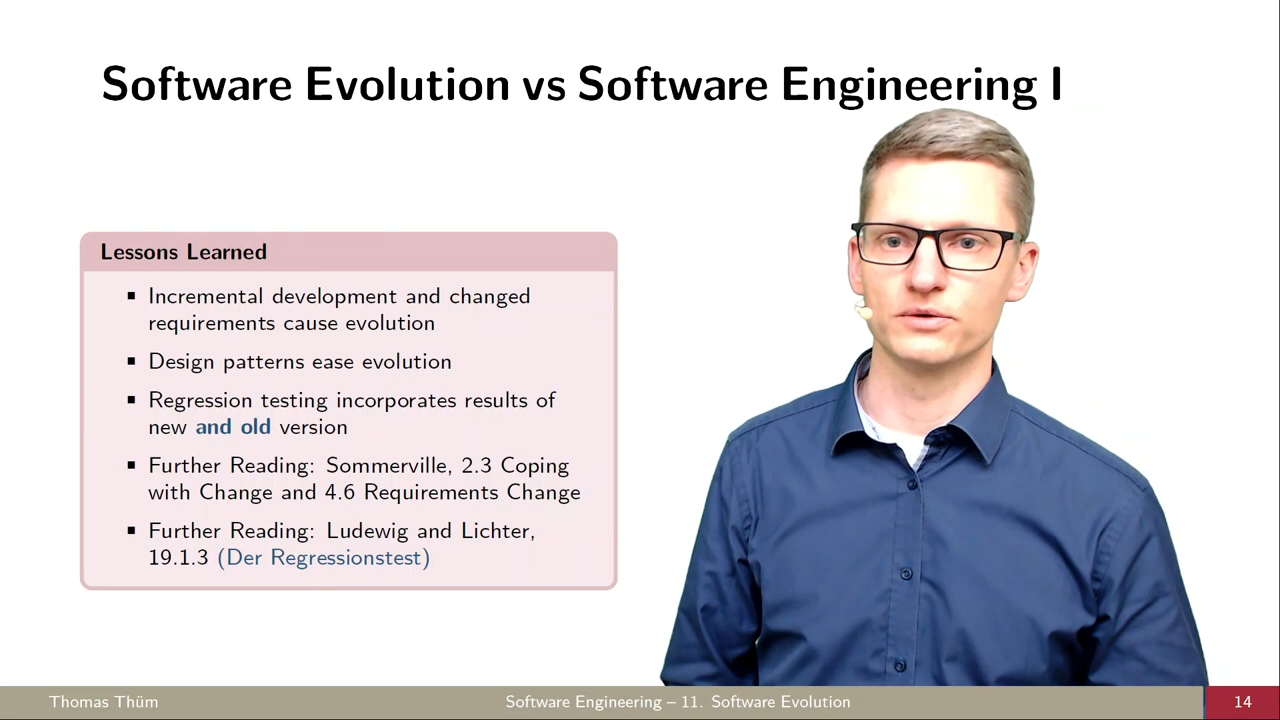 Software Evolution vs Software Engineering I
Lessons Learned
▪ Incremental development and changed
requirements cause evolution
▪ Design patterns ease evolution
▪ Regression testing incorporates results of
new and old version
▪ Further Reading: Sommerville, 2.3 Coping
with Change and 4.6 Requirements Change
▪ Further Reading: Ludewig and Lichter,
19.1.3 (Der Regressionstest)
Thomas Thüm
Software Engineering – 11. Software Evolution
14